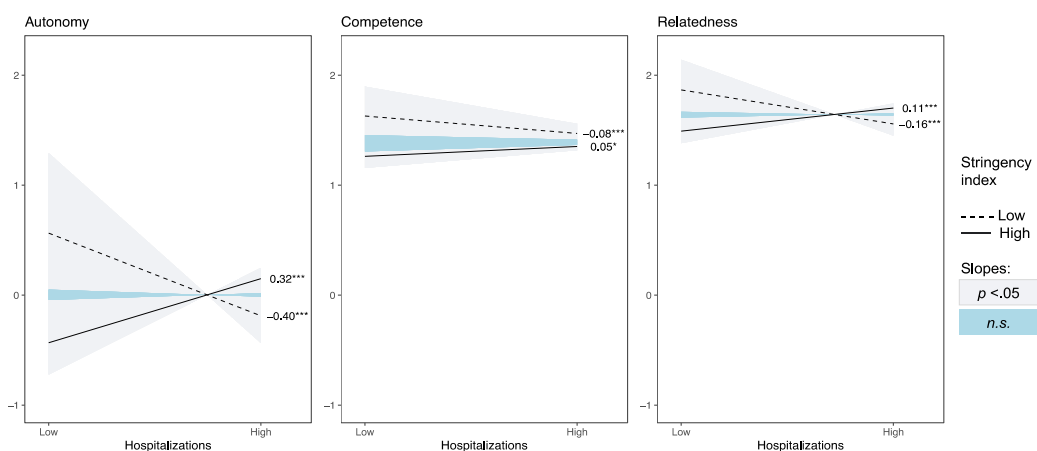 Autonomy
Competence
Relatedness
2
1
0
−1
0.32***
−0.40***
Low
High
Hospitalizations
2
1
0
−1
−0.08***
0.05*
Low
High
Hospitalizations
2
1
0
−1
0.11***
−0.16***
Low
High
Hospitalizations
Stringency
index
Low
High
Slopes:
p <.05
n.s.